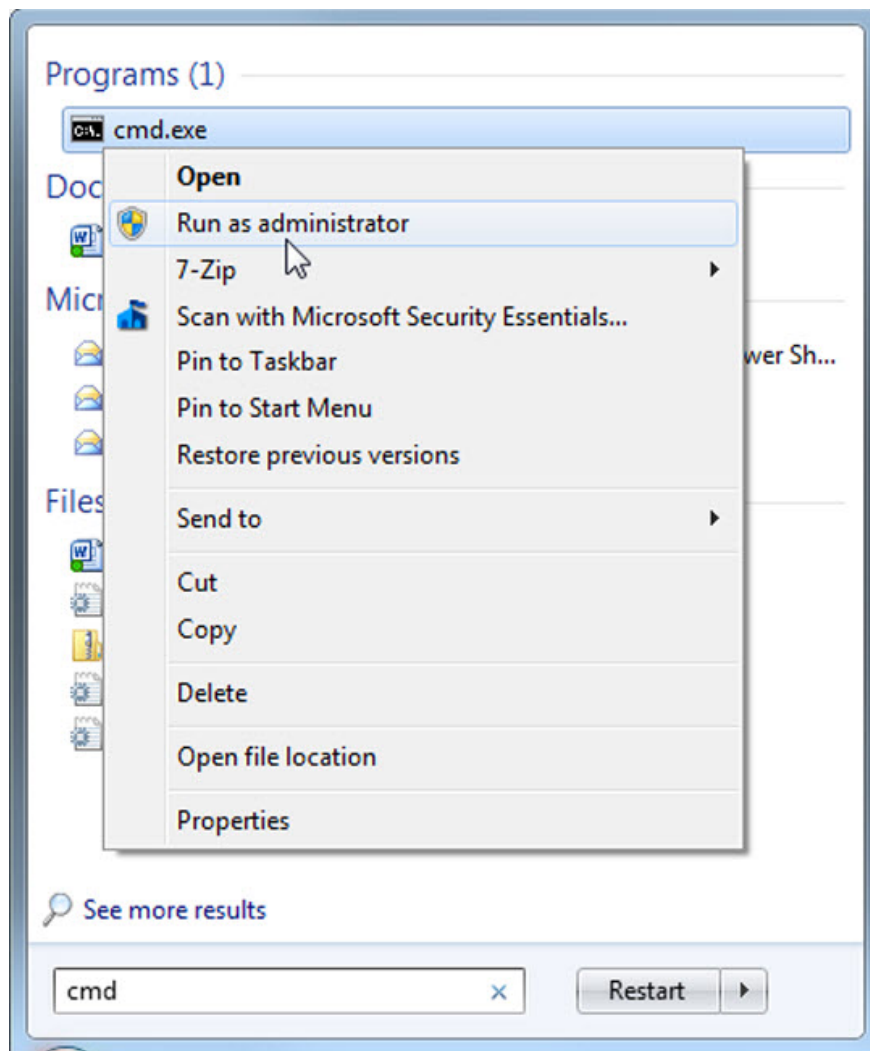 Programs (1)
cmd.exe
Open
Doc
Run as administrator
7-Zip
Micr
Scan with Microsoft Security Essentials...
Pin to Taskbar
wer Sh...
Pin to Start Menu
Restore previous versions
Files
Send to
Cut
Copy
Delete
Open file location
Properties
See more results
cmd
Restart